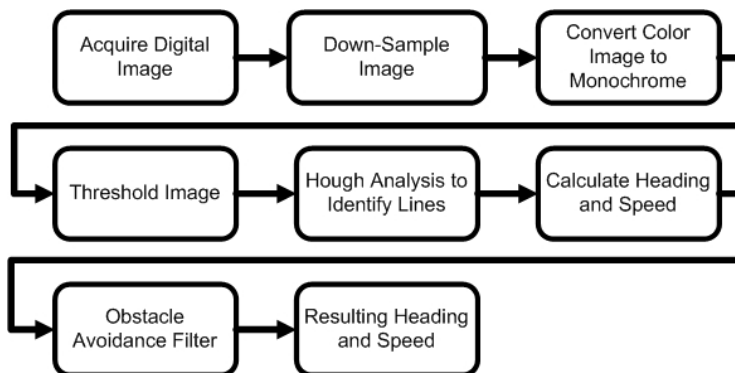 Acquire Digital
Image
Down-Sample
Image
Convert Color
Image to
Monochrome
Threshold Image
Hough Analysis to
Identify Lines
Calculate Heading
and Speed
Obstacle
Avoidance Filter
Resulting Heading
and Speed